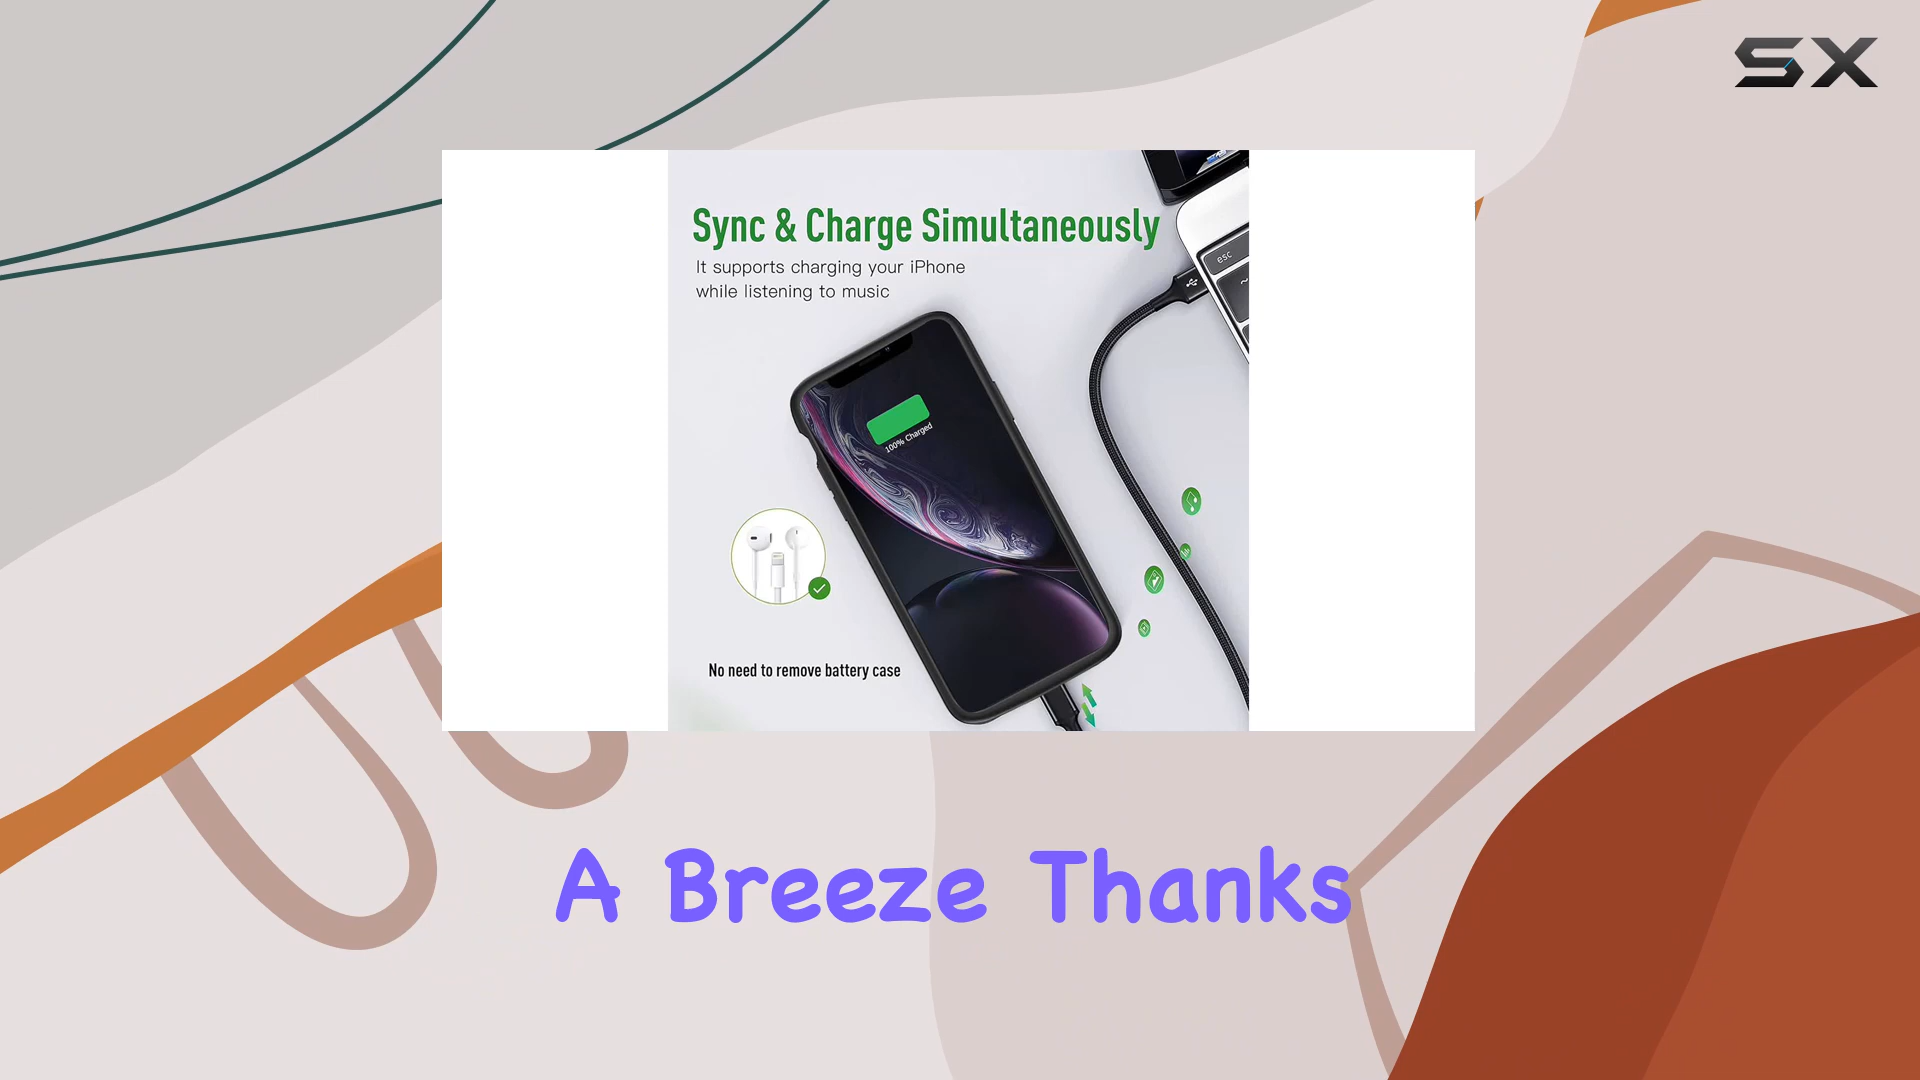 SX
Sync & Charge Simultaneously
It supports charging your iPhone
while listening to music
esc
~
100% Charged
No need to remove battery case
A Breeze Thanks